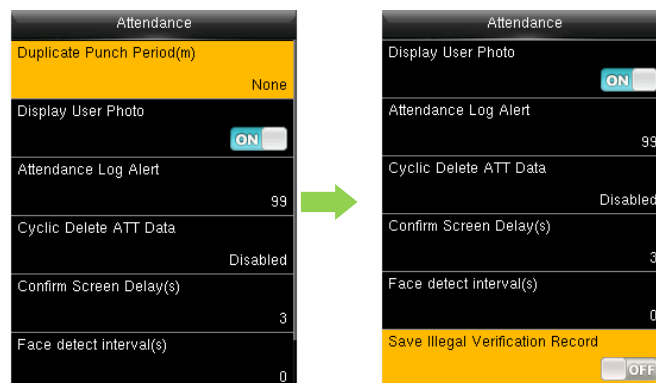 Attendance
Duplicate Punch Period(m)
None
Display User Photo
ON
Attendance Log Alert
99
Cyclic Delete ATT Data
Disabled
Confirm Screen Delay(s)
3
Face detect interval(s)
0
Attendance
Display User Photo
ON
Attendance Log Alert
99
Cyclic Delete ATT Data
Disabled
Confirm Screen Delay(s)
3
Face detect interval(s)
0
Save Illegal Verification Record
OFF